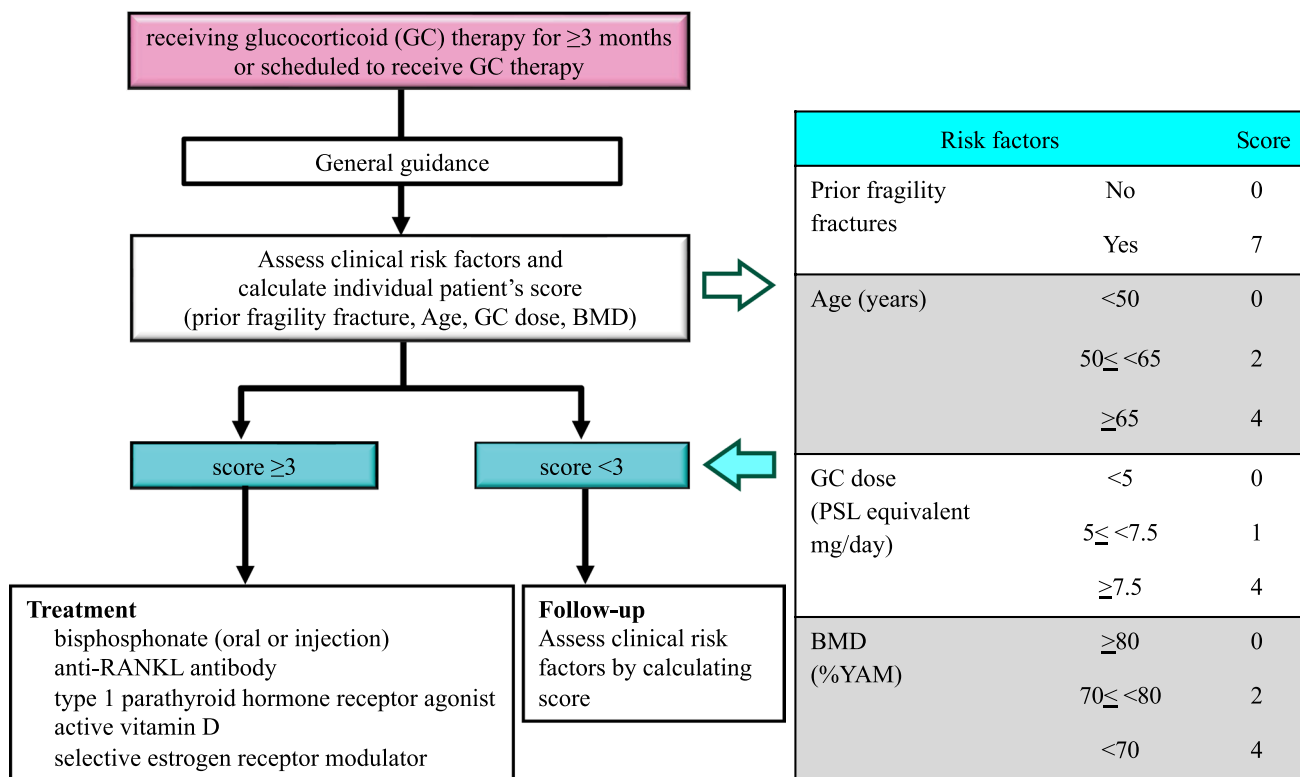 receiving glucocorticoid (GC) therapy for ≥3 months
or scheduled to receive GC therapy
General guidance
Assess clinical risk factors and
calculate individual patient’s score
(prior fragility fracture, Age, GC dose, BMD)
score ≥3
score <3
Treatment
bisphosphonate (oral or injection)
anti-RANKL antibody
type 1 parathyroid hormone receptor agonist
active vitamin D
selective estrogen receptor modulator
Follow-up
Assess clinical risk
factors by calculating
score
Risk factors Score
Prior fragility No 0
fractures
Yes 7
Age (years) <50 0
50≤ <65 2
≥65 4
GC dose <5 0
(PSL equivalent
mg/day) 5≤ <7.5 1
≥7.5 4
BMD ≥80 0
(%YAM)
70≤ <80 2
<70 4